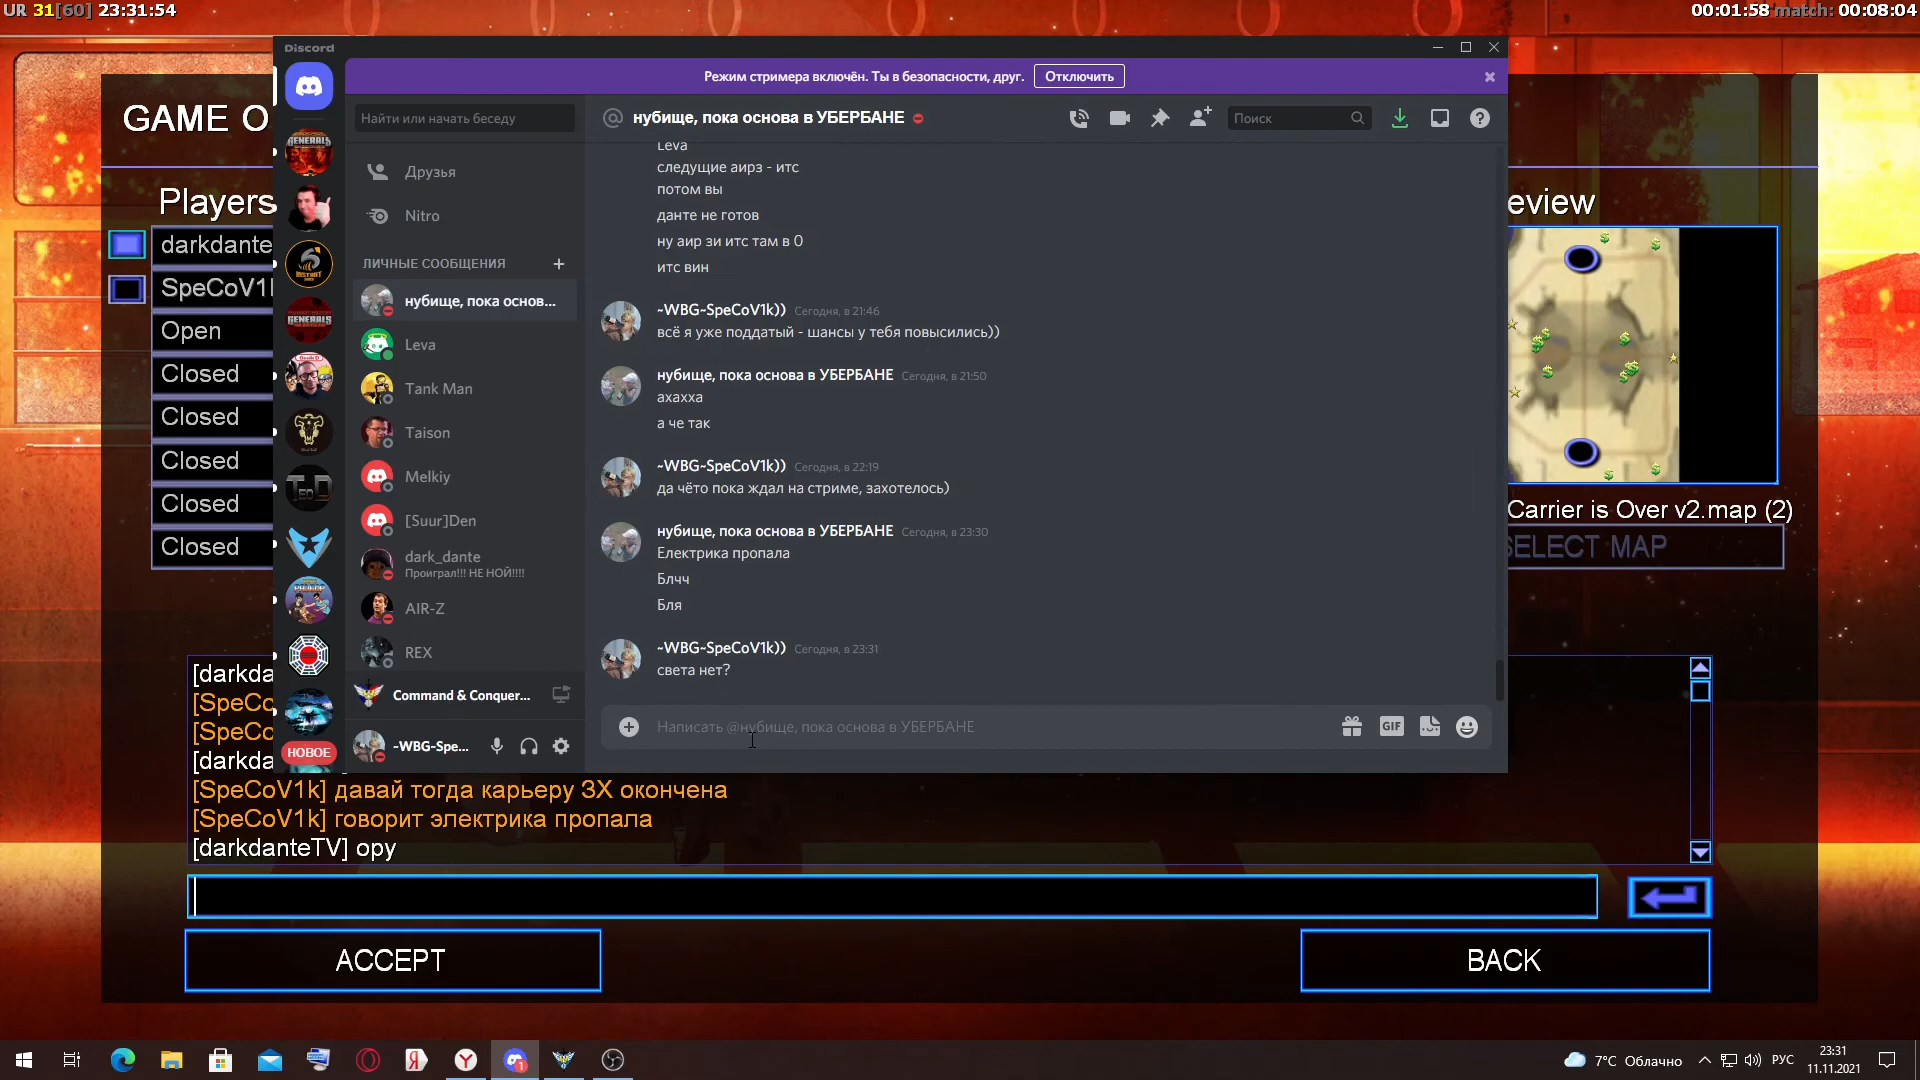 UR 31[60] 23:31:54
00:01:58 match: 00:08:04
Discord
Режим стримера включён. Ты в безопасности, друг.
Отключить
GAME O
Найти или начать беседу
нубище, пока основа в УБЕРБАНЕ
Поиск
Друзья
Nitro
ЛИЧНЫЕ СООБЩЕНИЯ
нубище, пока основ...
Leva
Tank Man
Taison
Melkiy
[Suur]Den
dark_dante
Проиграл!!! НЕ НОЙ!!!!
AIR-Z
REX
Command & Conquer...
НОВОЕ
-WBG-Spe...
Leva
следущие аирз - итс
потом вы
данте не готов
ну аир зи итс там в 0
итс вин
~WBG~SpeCoV1k)) Сегодня, в 21:46
всё я уже поддатый - шансы у тебя повысились))
нубище, пока основа в УБЕРБАНЕ Сегодня, в 21:50
ахахха
а че так
~WBG~SpeCoV1k)) Сегодня, в 22:19
да чёто пока ждал на стриме, захотелось)
нубище, пока основа в УБЕРБАНЕ Сегодня, в 23:30
Електрика пропала
Блчч
Бля
~WBG~SpeCoV1k)) Сегодня, в 23:31
света нет?
Написать @нубище, пока основа в УБЕРБАНЕ
GIF
Players
darkdante
SpeCoV1
Open
Closed
Closed
Closed
Closed
Closed
eview
Carrier is Over v2.map (2)
SELECT MAP
[darkda
[SpeCo
[SpeCo
[darkda
[SpeCoV1k] давай тогда карьеру ЗХ окончена
[SpeCoV1k] говорит электрика пропала
[darkdanteTV] ору
ACCEPT
BACK
7°C Облачно
РУС
23:31
11.11.2021